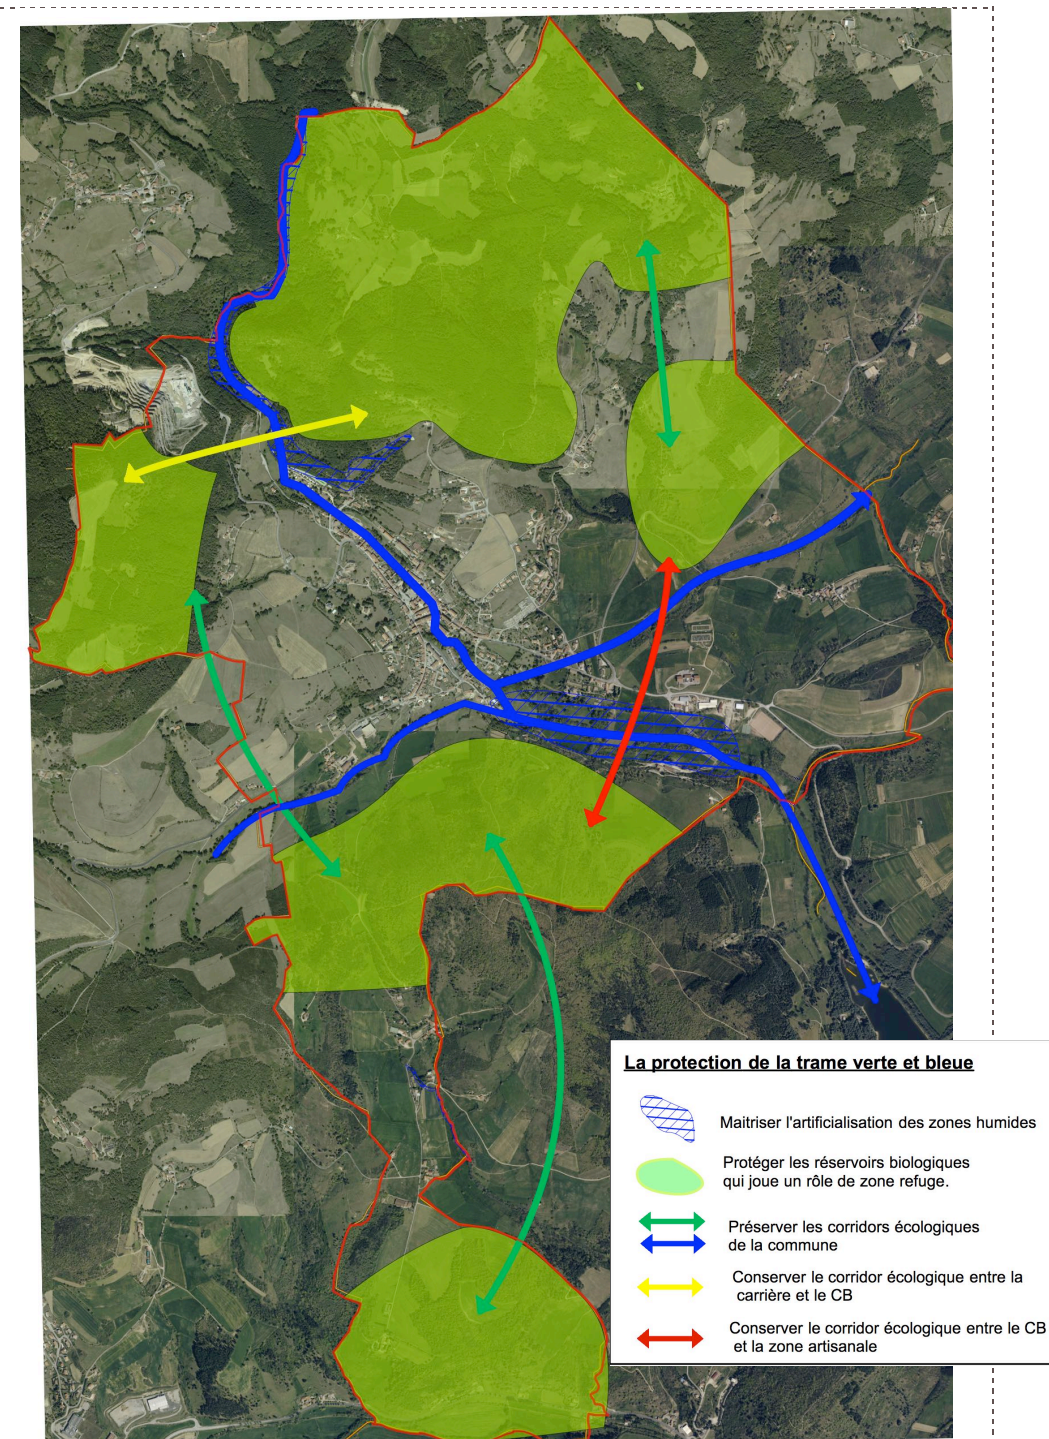 La protection de la trame verte et bleue
Maitriser l'artificialisation des zones humides
Protéger les réservoirs biologiques
qui joue un rôle de zone refuge.
Préserver les corridors écologiques
de la commune
Conserver le corridor écologique entre la
carrière et le CB
Conserver le corridor écologique entre le CB
et la zone artisanale